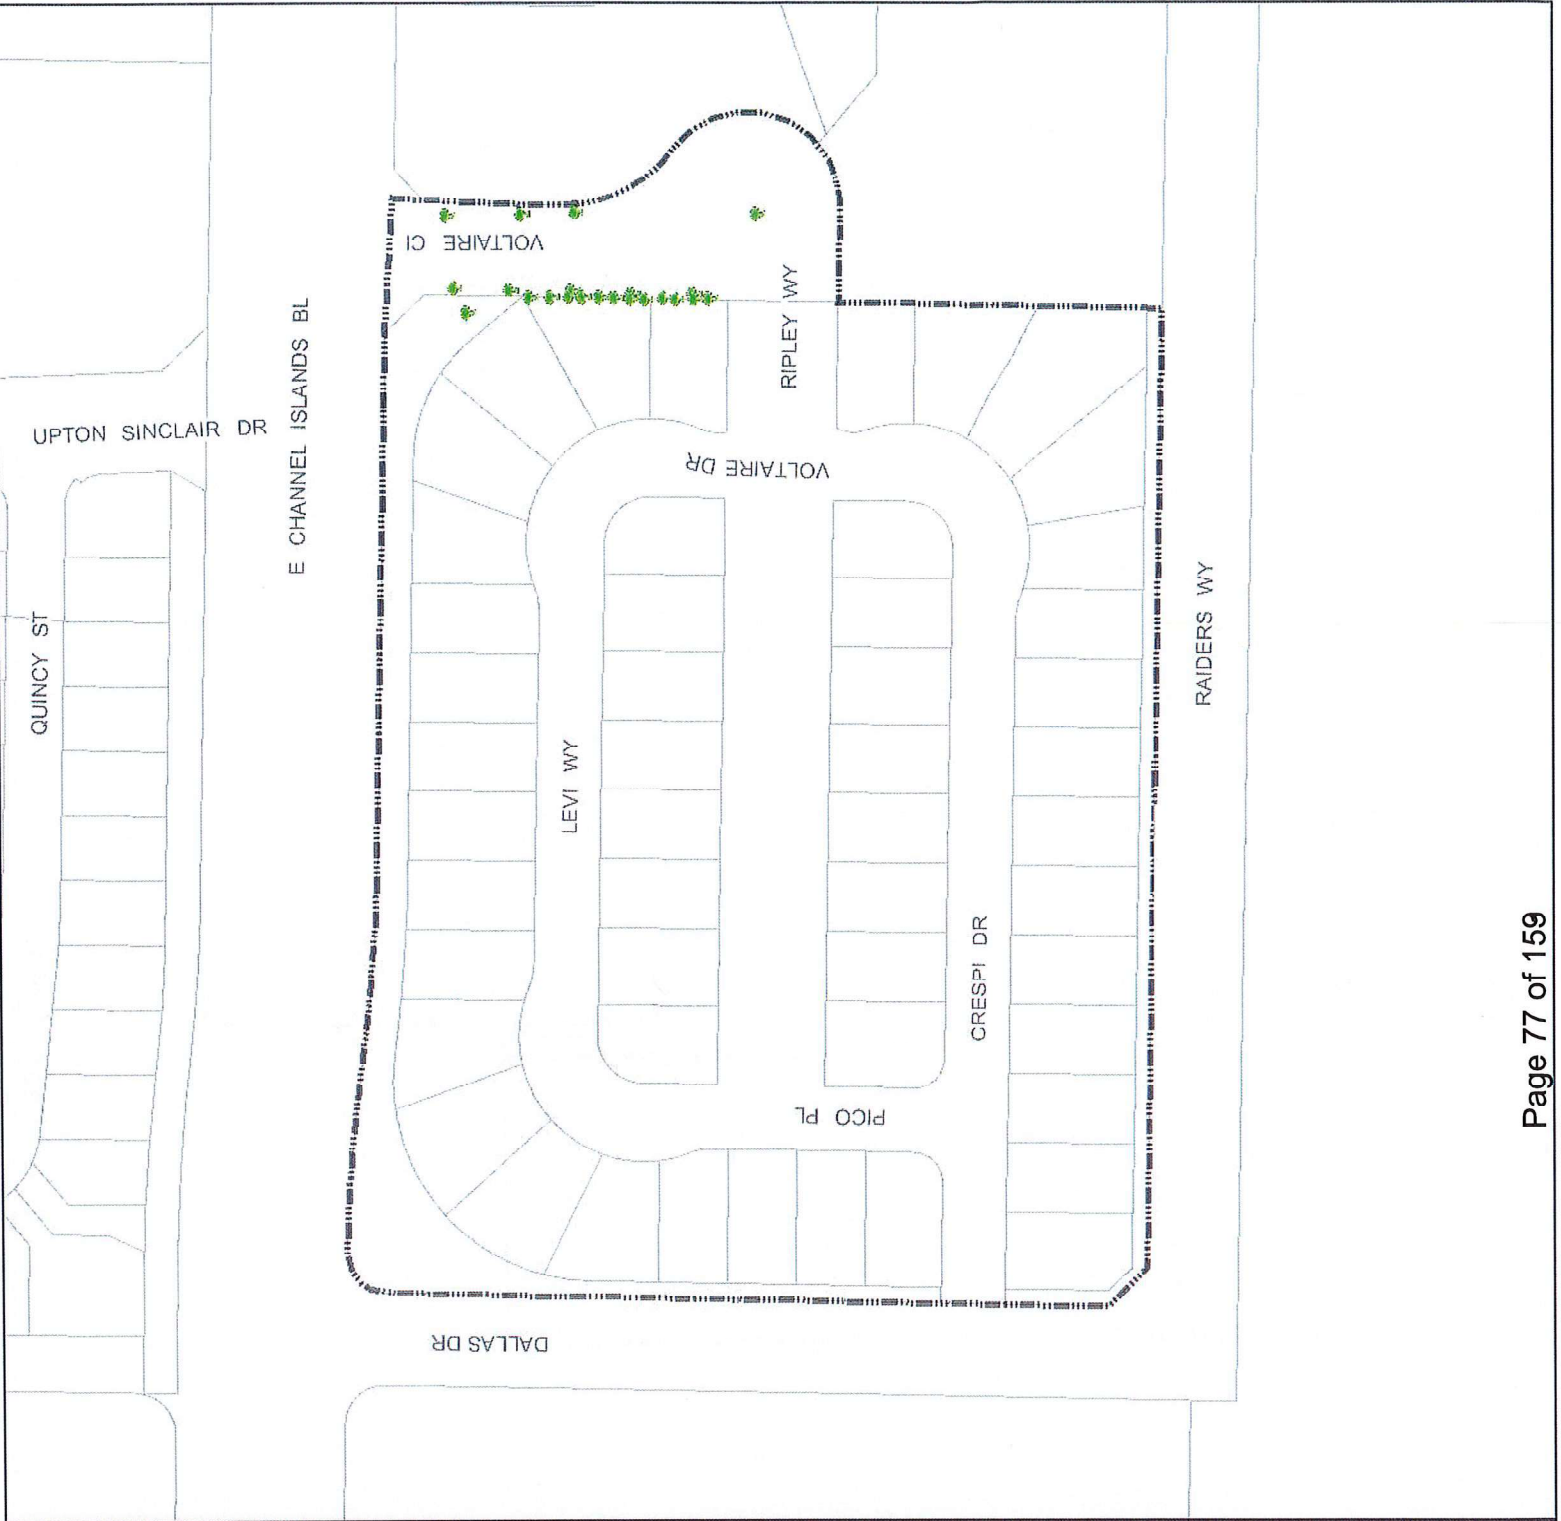 VOLTAIRE CI
RIPLEY WY
E CHANNEL ISLANDS BL
UPTON SINCLAIR DR
VOLTAIRE DR
QUINCY ST
RAIDERS WY
LEVI WY
CRESPI DR
PICO PL
DALLAS DR
Page 77 of 159